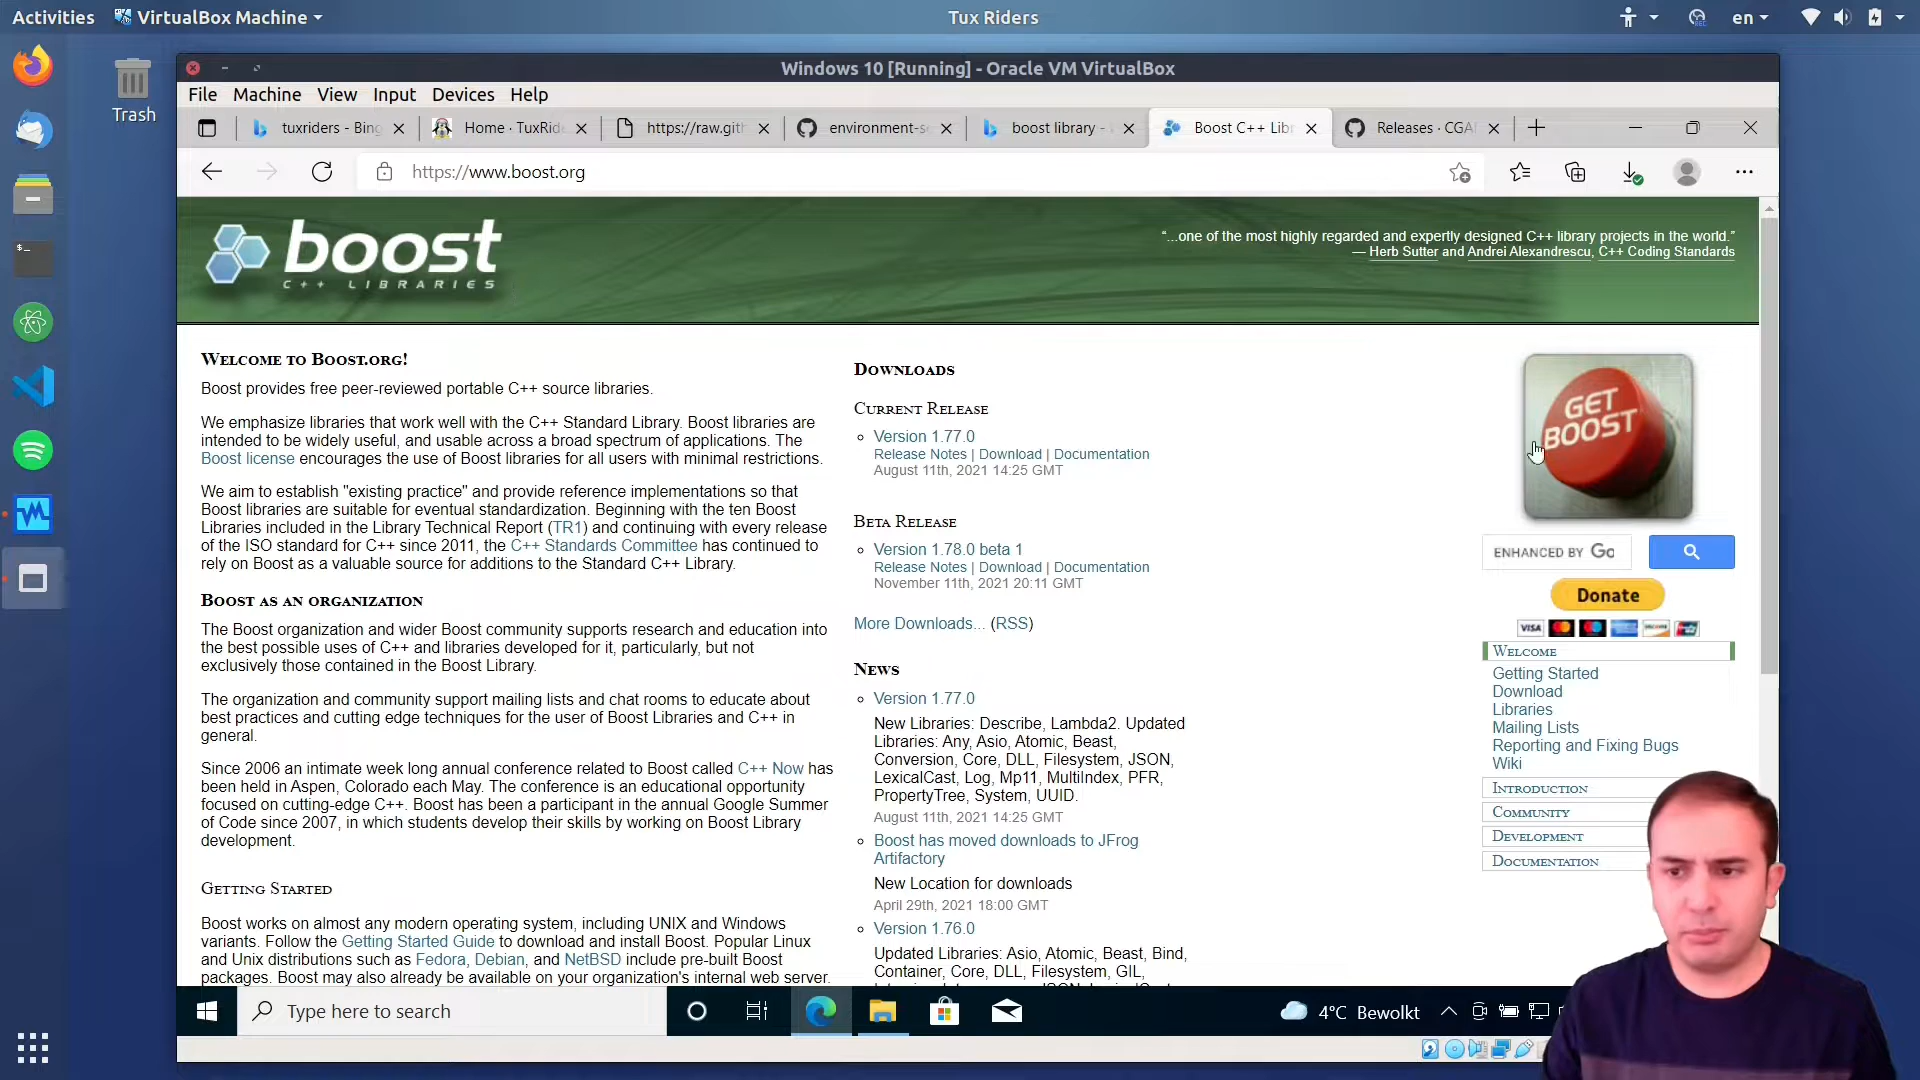 Activities
VirtualBox Machine
Tux Riders
en
Trash
Windows 10 [Running] - Oracle VM VirtualBox
File Machine View Input Devices Help
tuxriders - Bing
Home · TuxRid
https://raw.gith
environment-s
boost library -
Boost C++ Libr
Releases · CGA
https://www.boost.org
boost
C++ LIBRARIES
“...one of the most highly regarded and expertly designed C++ library projects in the world.”
— Herb Sutter and Andrei Alexandrescu, C++ Coding Standards
WELCOME TO BOOST.ORG!
Boost provides free peer-reviewed portable C++ source libraries.
We emphasize libraries that work well with the C++ Standard Library. Boost libraries are
intended to be widely useful, and usable across a broad spectrum of applications. The
Boost license encourages the use of Boost libraries for all users with minimal restrictions.
We aim to establish "existing practice" and provide reference implementations so that
Boost libraries are suitable for eventual standardization. Beginning with the ten Boost
Libraries included in the Library Technical Report (TR1) and continuing with every release
of the ISO standard for C++ since 2011, the C++ Standards Committee has continued to
rely on Boost as a valuable source for additions to the Standard C++ Library.
BOOST AS AN ORGANIZATION
The Boost organization and wider Boost community supports research and education into
the best possible uses of C++ and libraries developed for it, particularly, but not
exclusively those contained in the Boost Library.
The organization and community support mailing lists and chat rooms to educate about
best practices and cutting edge techniques for the user of Boost Libraries and C++ in
general.
Since 2006 an intimate week long annual conference related to Boost called C++ Now has
been held in Aspen, Colorado each May. The conference is an educational opportunity
focused on cutting-edge C++. Boost has been a participant in the annual Google Summer
of Code since 2007, in which students develop their skills by working on Boost Library
development.
GETTING STARTED
Boost works on almost any modern operating system, including UNIX and Windows
variants. Follow the Getting Started Guide to download and install Boost. Popular Linux
and Unix distributions such as Fedora, Debian, and NetBSD include pre-built Boost
packages. Boost may also already be available on your organization's internal web server.
DOWNLOADS
CURRENT RELEASE
Version 1.77.0
Release Notes | Download | Documentation
August 11th, 2021 14:25 GMT
BETA RELEASE
Version 1.78.0 beta 1
Release Notes | Download | Documentation
November 11th, 2021 20:11 GMT
More Downloads... (RSS)
NEWS
Version 1.77.0
New Libraries: Describe, Lambda2. Updated
Libraries: Any, Asio, Atomic, Beast,
Conversion, Core, DLL, Filesystem, JSON,
LexicalCast, Log, Mp11, MultiIndex, PFR,
PropertyTree, System, UUID.
August 11th, 2021 14:25 GMT
Boost has moved downloads to JFrog
Artifactory
New Location for downloads
April 29th, 2021 18:00 GMT
Version 1.76.0
Updated Libraries: Asio, Atomic, Beast, Bind,
Container, Core, DLL, Filesystem, GIL,
GET
BOOST
ENHANCED BY Go
Donate
VISA
WELCOME
Getting Started
Download
Libraries
Mailing Lists
Reporting and Fixing Bugs
Wiki
INTRODUCTION
COMMUNITY
DEVELOPMENT
DOCUMENTATION
Type here to search
4°C Bewolkt